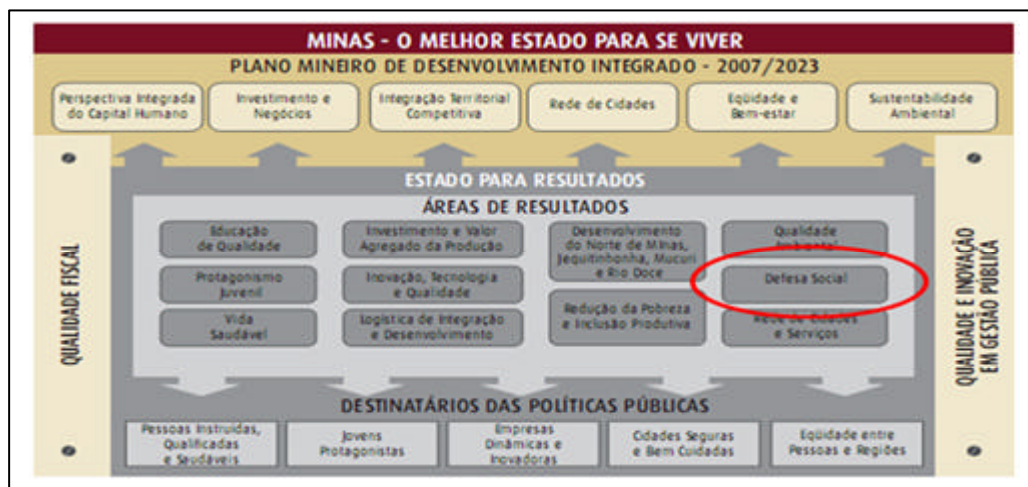 MINAS - O MELHOR ESTADO PARA SE VIVER
PLANO MINEIRO DE DESENVOLVIMENTO INTEGRADO - 2007/2023
Perspectiva Integrada
do Capital Humano
Investimento e
Negócios
Integração Territorial
Competitiva
Rede de Cidades
Eqüidade e
Bem-estar
Sustentabilidade
Ambiental
QUALIDADE FISCAL
ESTADO PARA RESULTADOS
ÁREAS DE RESULTADOS
Educação
de Qualidade
Protagonismo
Juvenil
Vida
Saudável
Investimento e Valor
Agregado da Produção
Inovação, Tecnologia
e Qualidade
Logística de Integração
e Desenvolvimento
Desenvolvimento
do Norte de Minas,
Jequitinhonha, Mucuri
e Rio Doce
Redução da Pobreza
e Inclusão Produtiva
Qualidade
Ambiental
Defesa Social
Rede de Cidades
e Serviços
QUALIDADE E INOVAÇÃO
EM GESTÃO PÚBLICA
DESTINATÁRIOS DAS POLÍTICAS PÚBLICAS
Pessoas Instruídas,
Qualificadas
e Saudáveis
Jovens
Protagonistas
Empresas
Dinâmicas e
Inovadoras
Cidades Seguras
e Bem Cuidadas
Eqüidade entre
Pessoas e Regiões